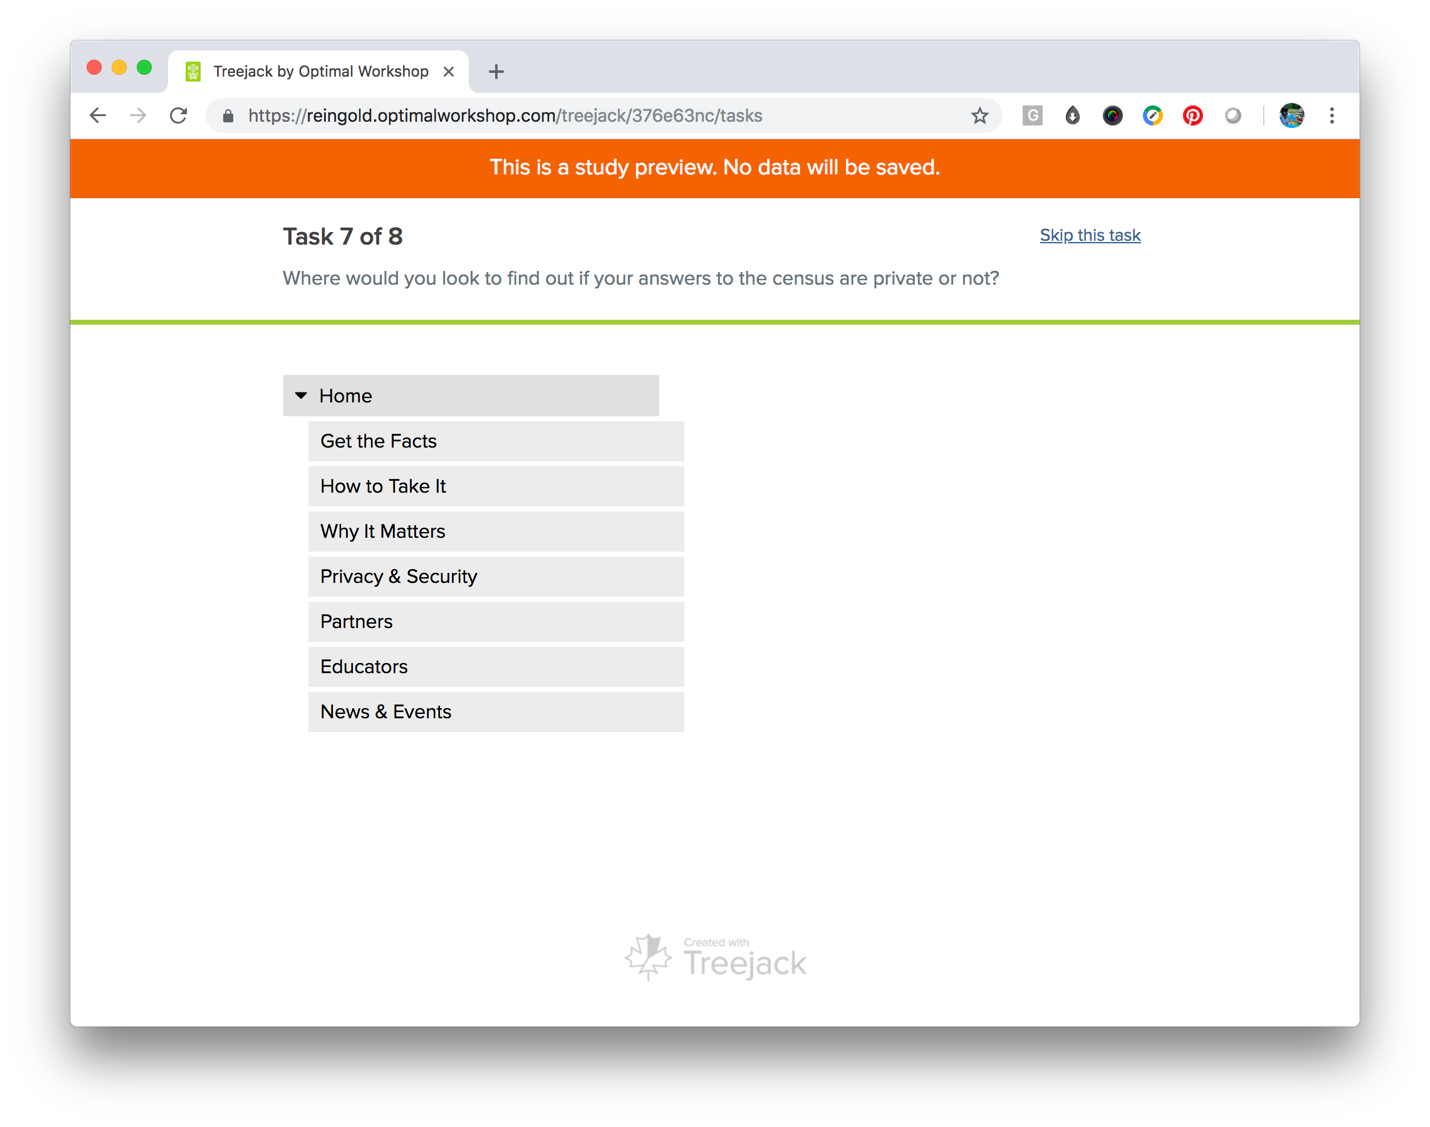 Treejack by Optimal Workshop
https://reingold.optimalworkshop.com/treejack/376e63nc/tasks
G
This is a study preview. No data will be saved.
Task 7 of 8
Skip this task
Where would you look to find out if your answers to the census are private or not?
Home
Get the Facts
How to Take It
Why It Matters
Privacy & Security
Partners
Educators
News & Events
Created with
Treejack